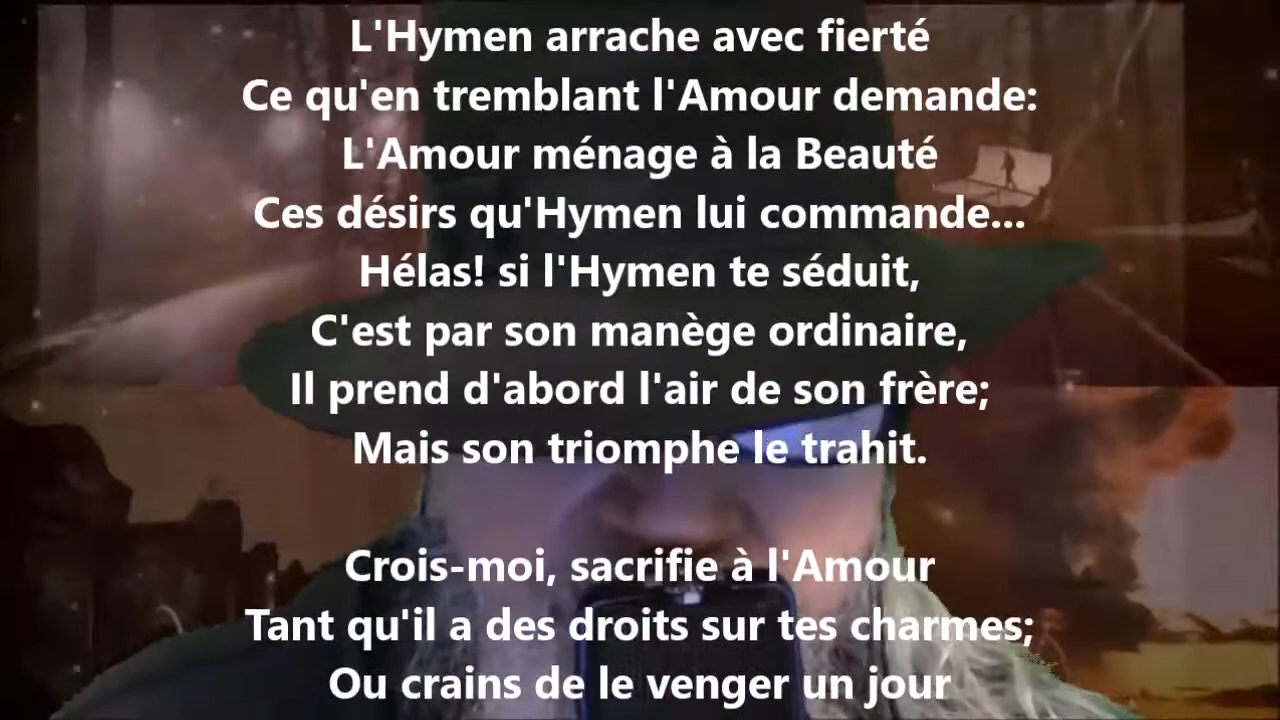 L'Hymen arrache avec fierté
Ce qu'en tremblant l'Amour demande:
L'Amour ménage à la Beauté
Ces désirs qu'Hymen lui commande...
Hélas! si l'Hymen te séduit,
C'est par son manège ordinaire,
Il prend d'abord l'air de son frère;
Mais son triomphe le trahit.
Crois-moi, sacrifie à l'Amour
Tant qu'il a des droits sur tes charmes;
Ou crains de le venger un jour